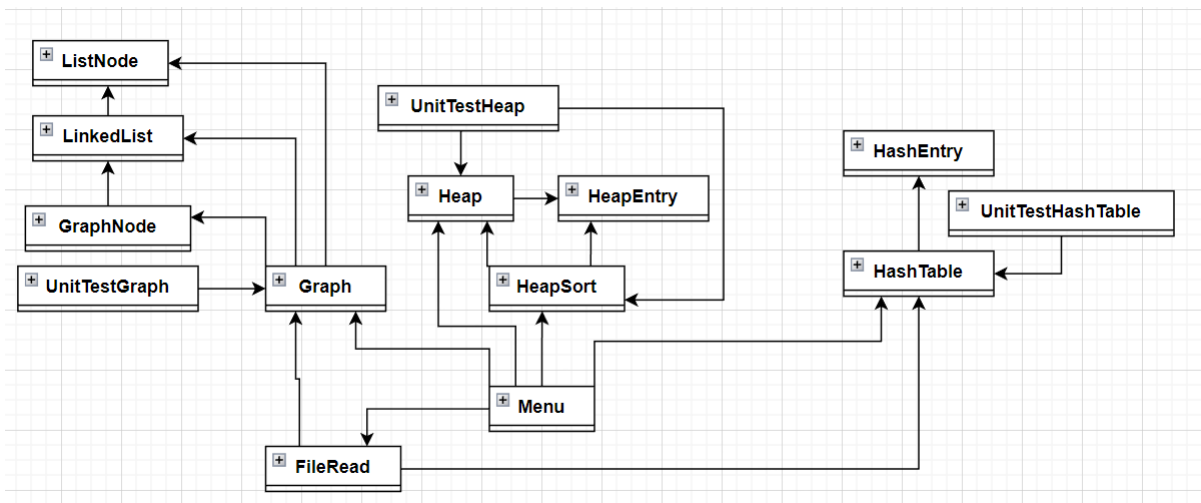 ListNode
LinkedList
GraphNode
UnitTestGraph
Graph
UnitTestHeap
Heap
HeapEntry
HeapSort
HashEntry
UnitTestHashTable
HashTable
Menu
FileRead